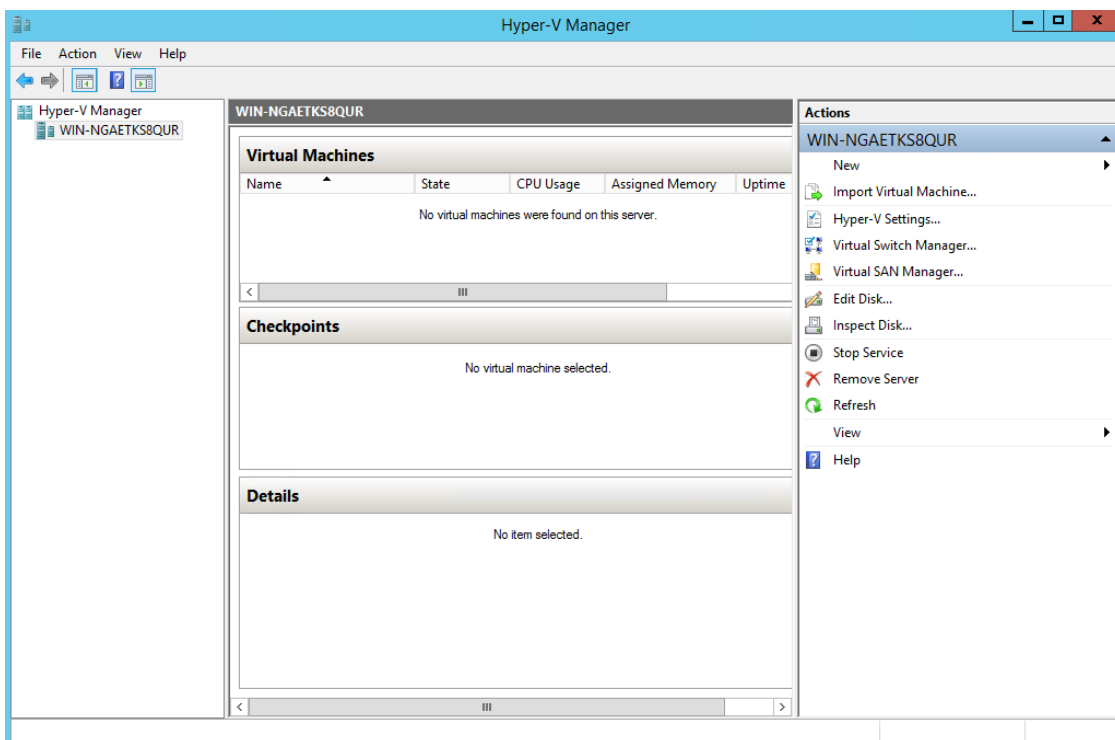 Hyper-V Manager
File Action View Help
Hyper-V Manager
WIN-NGAETKS8QUR
WIN-NGAETKS8QUR
Virtual Machines
Name State CPU Usage Assigned Memory Uptime
No virtual machines were found on this server.
Checkpoints
No virtual machine selected.
Details
No item selected.
Actions
WIN-NGAETKS8QUR
New
Import Virtual Machine...
Hyper-V Settings...
Virtual Switch Manager...
Virtual SAN Manager...
Edit Disk...
Inspect Disk...
Stop Service
Remove Server
Refresh
View
Help